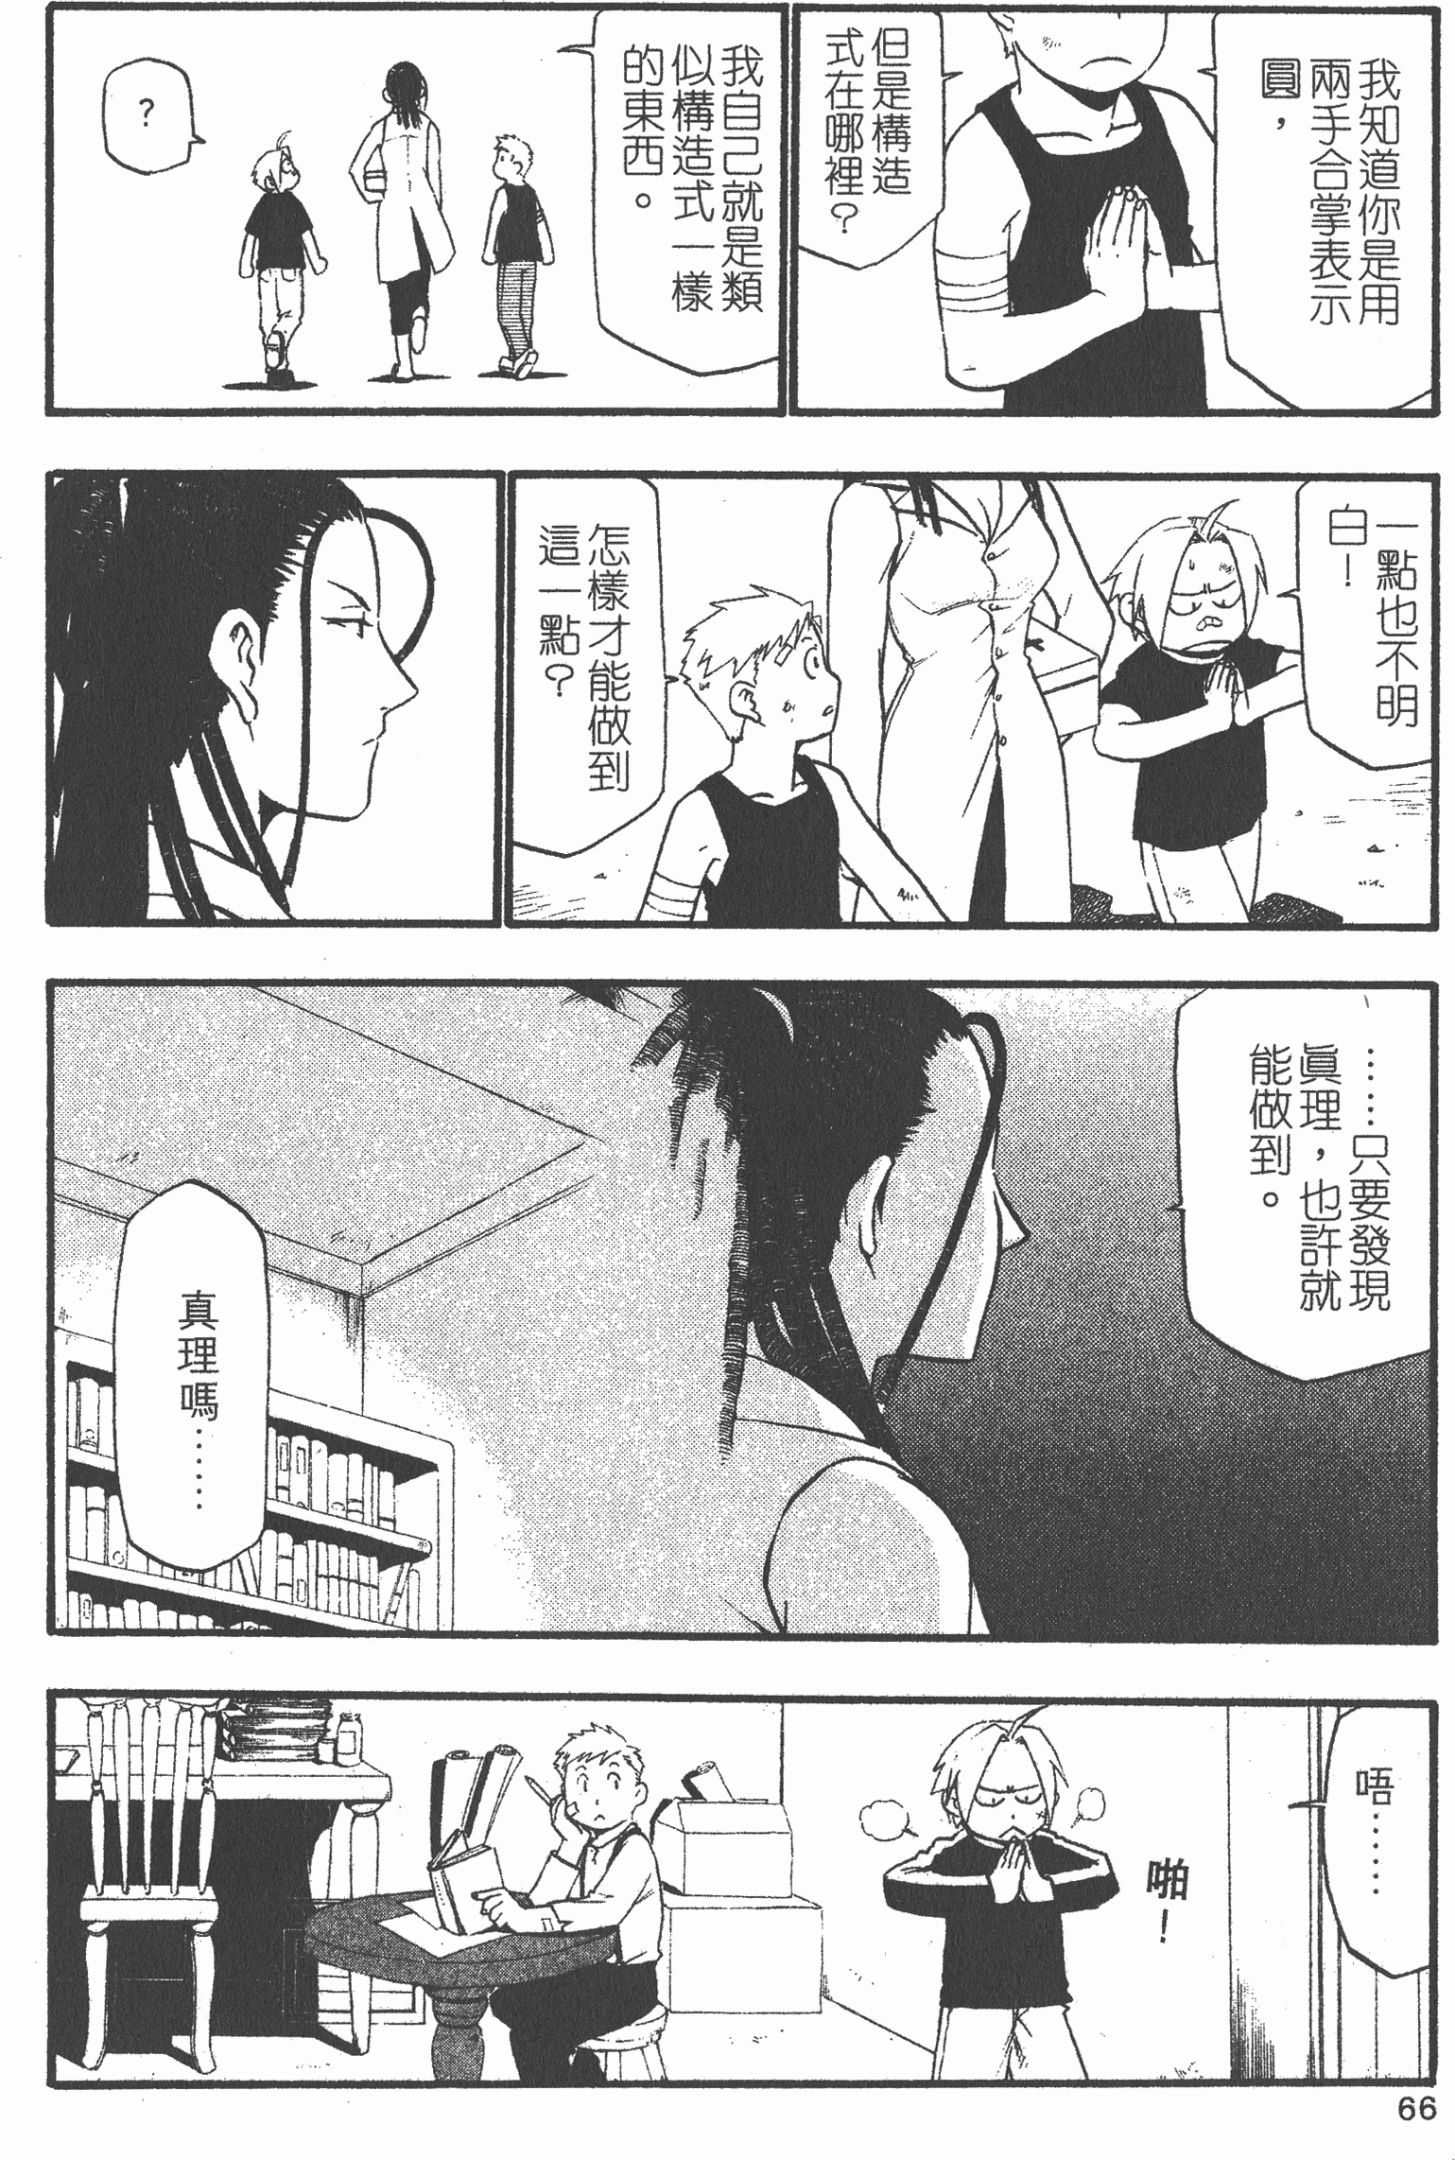 我知道你是用
兩手合掌表示
圓，
但是構造
式在哪裡？
我自己就是類
似構造式一樣
的東西。
？
一點也不明
白！
怎樣才能做到
這一點？
……只要發現
眞理，也許就
能做到。
真理嗎……
唔……
啪！
66